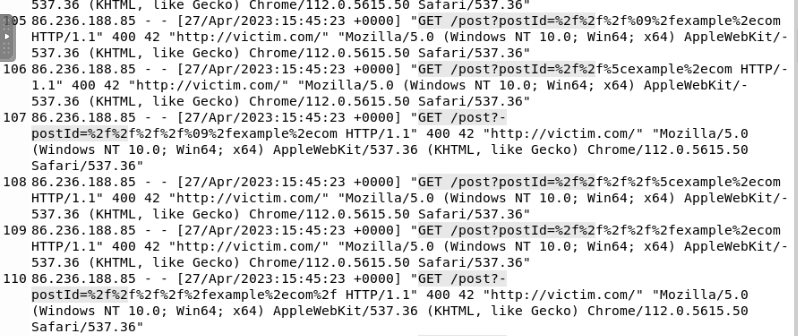 537.36 (KHTML, like Gecko) Chrome/112.0.5615.50 Safari/537.36"
105 86.236.188.85 - - [27/Apr/2023:15:45:23 +0000] "GET /post?postId=%2f%2f%2f%09%2fexample%2ecom
HTTP/1.1" 400 42 "http://victim.com/" "Mozilla/5.0 (Windows NT 10.0; Win64; x64) AppleWebKit/-
537.36 (KHTML, like Gecko) Chrome/112.0.5615.50 Safari/537.36"
106 86.236.188.85 - - [27/Apr/2023:15:45:23 +0000] "GET /post?postId=%2f%2f%5cexample%2ecom HTTP/-
1.1" 400 42 "http://victim.com/" "Mozilla/5.0 (Windows NT 10.0; Win64; x64) AppleWebKit/-
537.36 (KHTML, like Gecko) Chrome/112.0.5615.50 Safari/537.36"
107 86.236.188.85 - - [27/Apr/2023:15:45:23 +0000] "GET /post?-
postId=%2f%2f%2f%2f%09%2fexample%2ecom HTTP/1.1" 400 42 "http://victim.com/" "Mozilla/5.0
(Windows NT 10.0; Win64; x64) AppleWebKit/537.36 (KHTML, like Gecko) Chrome/112.0.5615.50
Safari/537.36"
108 86.236.188.85 - - [27/Apr/2023:15:45:23 +0000] "GET /post?postId=%2f%2f%2f%2f%5cexample%2ecom
HTTP/1.1" 400 42 "http://victim.com/" "Mozilla/5.0 (Windows NT 10.0; Win64; x64) AppleWebKit/-
537.36 (KHTML, like Gecko) Chrome/112.0.5615.50 Safari/537.36"
109 86.236.188.85 - - [27/Apr/2023:15:45:23 +0000] "GET /post?postId=%2f%2f%2f%2f%2fexample%2ecom
HTTP/1.1" 400 42 "http://victim.com/" "Mozilla/5.0 (Windows NT 10.0; Win64; x64) AppleWebKit/-
537.36 (KHTML, like Gecko) Chrome/112.0.5615.50 Safari/537.36"
110 86.236.188.85 - - [27/Apr/2023:15:45:23 +0000] "GET /post?-
postId=%2f%2f%2f%2f%2fexample%2ecom%2f HTTP/1.1" 400 42 "http://victim.com/" "Mozilla/5.0
(Windows NT 10.0; Win64; x64) AppleWebKit/537.36 (KHTML, like Gecko) Chrome/112.0.5615.50
Safari/537.36"